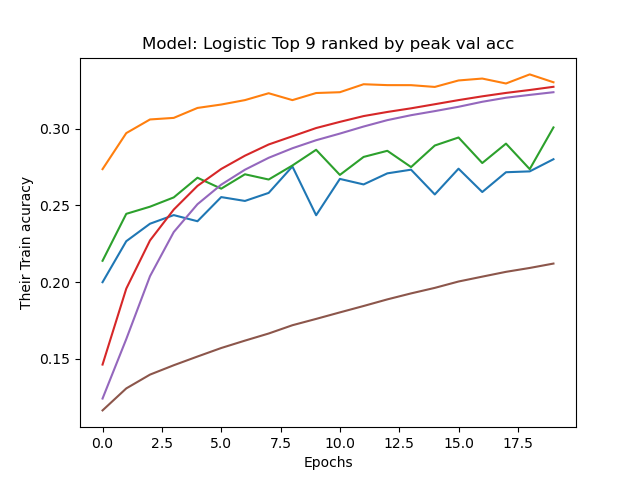 Model: Logistic Top 9 ranked by peak val acc
Their Train acuracy
0.30
0.25
0.20
0.15
0.0 2.5 5.0 7.5 10.0 12.5 15.0 17.5
Epochs